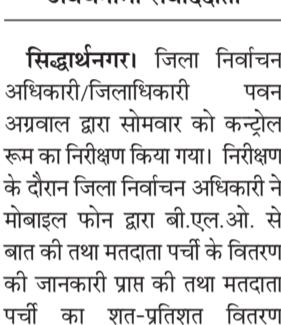 सिद्धार्थनगर। जिला निर्वाचन
अधिकारी/जिलाधिकारी पवन
अग्रवाल द्वारा सोमवार को कन्ट्रोल
रूम का निरीक्षण किया गया। निरीक्षण
के दौरान जिला निर्वाचन अधिकारी ने
मोबाइल फोन द्वारा बी.एल.ओ. से
बात की तथा मतदाता पर्ची के वितरण
की जानकारी प्राप्त की तथा मतदाता
पर्ची का शत-प्रतिशत वितरण